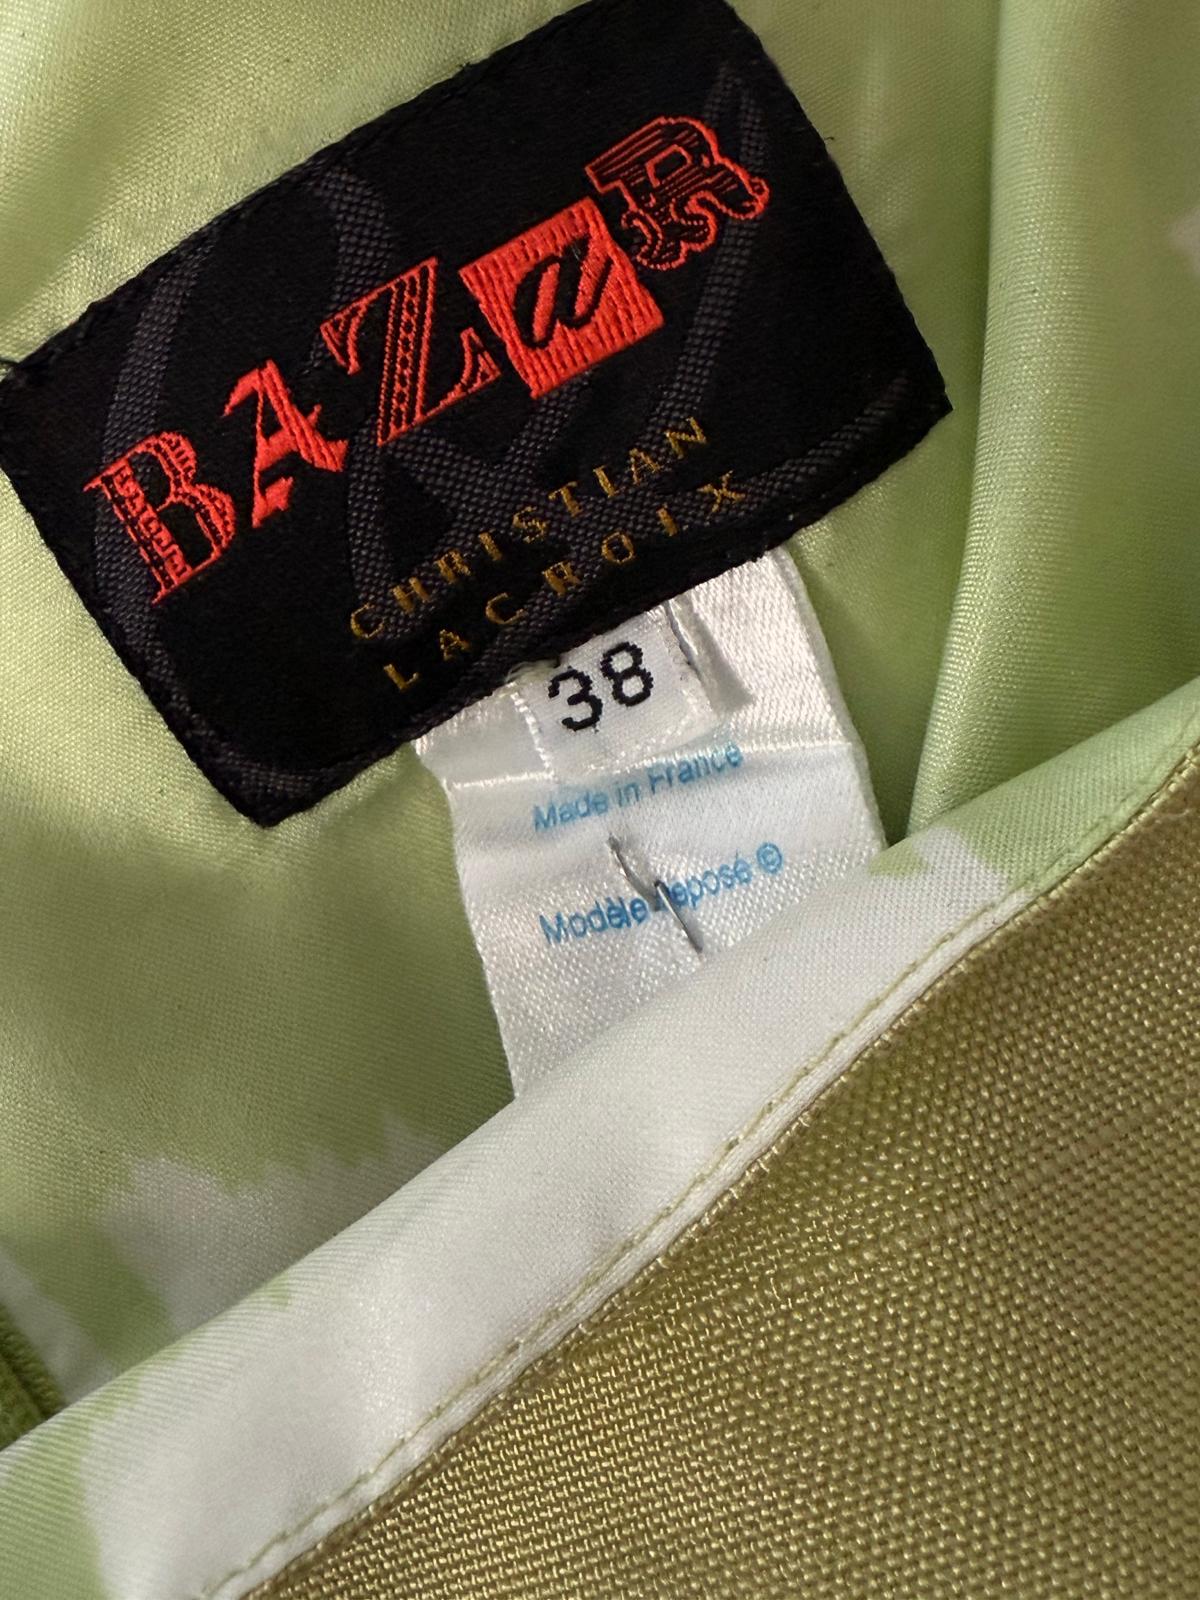 BAZaR
CHRISTIAN
LACROIX
38
Made in France
Modèle déposé ©